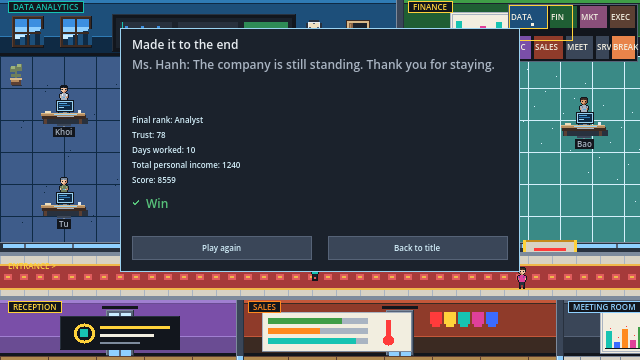 DATA ANALYTICS
FINANCE
DATA
FIN
MKT
EXEC
C
SALES
MEET
SRV
BREAK
Made it to the end
Ms. Hanh: The company is still standing. Thank you for staying.
Final rank: Analyst
Trust: 78
Days worked: 10
Total personal income: 1240
Score: 8559
Win
Play again
Back to title
Khoi
Tu
Bao
ENTRANCE >
RECEPTION
SALES
MEETING ROOM